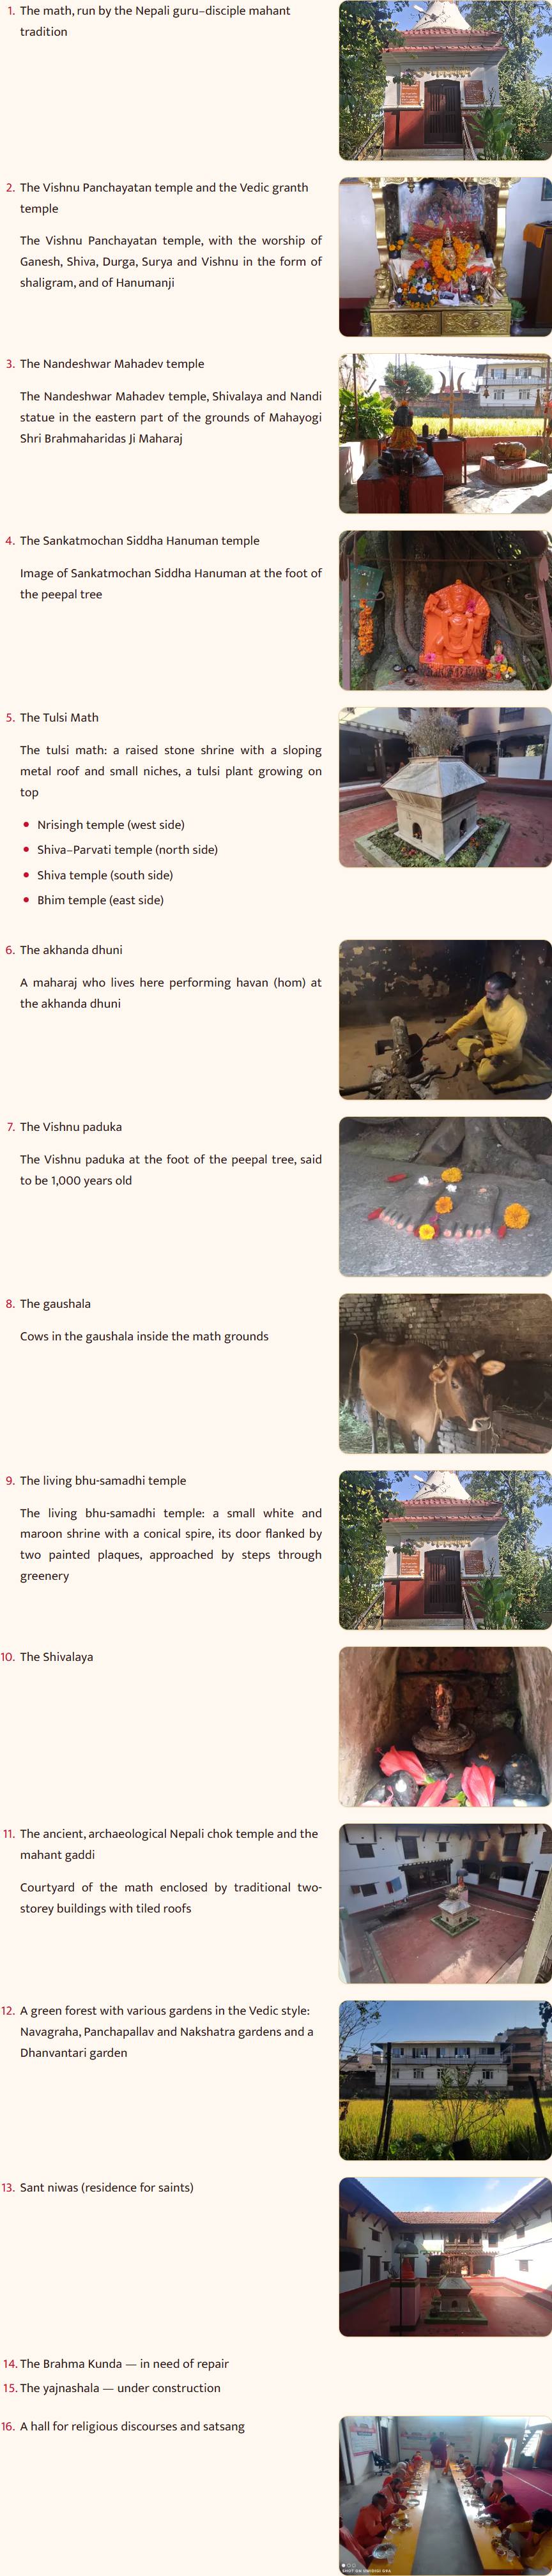 1. The math, run by the Nepali guru–disciple mahant
tradition
2. The Vishnu Panchayatan temple and the Vedic granth
temple
The Vishnu Panchayatan temple, with the worship of
Ganesh, Shiva, Durga, Surya and Vishnu in the form of
shaligram, and of Hanumanji
3. The Nandeshwar Mahadev temple
The Nandeshwar Mahadev temple, Shivalaya and Nandi
statue in the eastern part of the grounds of Mahayogi
Shri Brahmaharidas Ji Maharaj
4. The Sankatmochan Siddha Hanuman temple
Image of Sankatmochan Siddha Hanuman at the foot of
the peepal tree
5. The Tulsi Math
The tulsi math: a raised stone shrine with a sloping
metal roof and small niches, a tulsi plant growing on
top
• Nrisingh temple (west side)
• Shiva–Parvati temple (north side)
• Shiva temple (south side)
• Bhim temple (east side)
6. The akhanda dhuni
A maharaj who lives here performing havan (hom) at
the akhanda dhuni
7. The Vishnu paduka
The Vishnu paduka at the foot of the peepal tree, said
to be 1,000 years old
8. The gaushala
Cows in the gaushala inside the math grounds
9. The living bhu-samadhi temple
The living bhu-samadhi temple: a small white and
maroon shrine with a conical spire, its door flanked by
two painted plaques, approached by steps through
greenery
10. The Shivalaya
11. The ancient, archaeological Nepali chok temple and the
mahant gaddi
Courtyard of the math enclosed by traditional two-
storey buildings with tiled roofs
12. A green forest with various gardens in the Vedic style:
Navagraha, Panchapallav and Nakshatra gardens and a
Dhanvantari garden
13. Sant niwas (residence for saints)
14. The Brahma Kunda — in need of repair
15. The yajnashala — under construction
16. A hall for religious discourses and satsang
SHOT ON